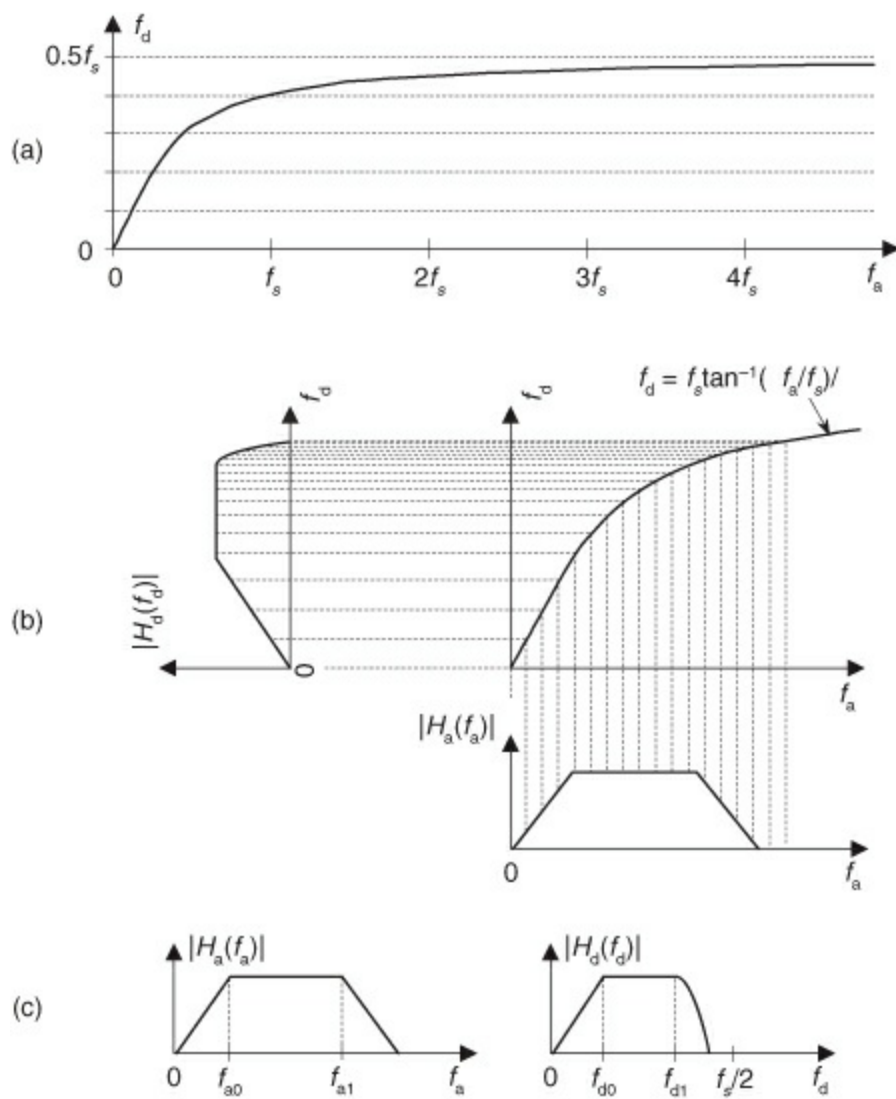 f_d
0.5f_s
(a)
0
0 f_s 2f_s 3f_s 4f_s f_a
f_d f_d f_d = f_s tan⁻¹( f_a/f_s)/
(b)
|H_d(f_d)|
0
f_a
|H_a(f_a)|
0 f_a
(c)
|H_a(f_a)| |H_d(f_d)|
0 f_a0 f_a1 f_a 0 f_d0 f_d1 f_s/2 f_d